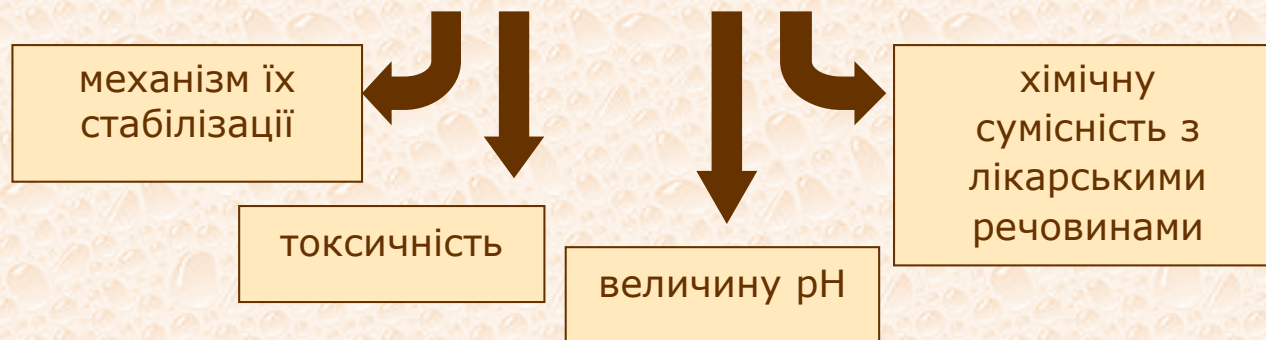 механізм їх
стабілізації
токсичність
величину pH
хімічну
сумісність з
лікарськими
речовинами